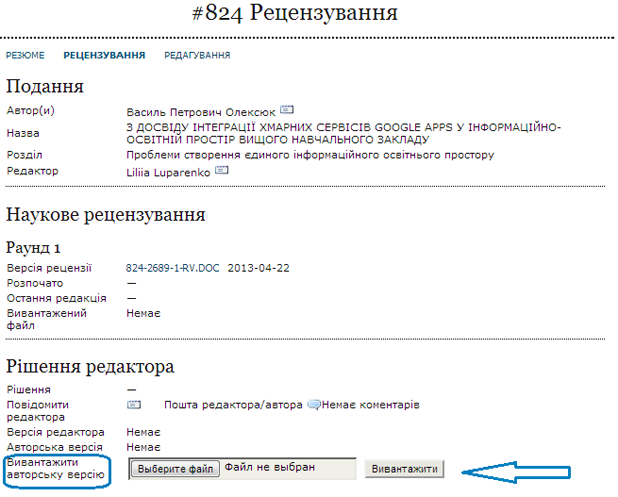 #824 Рецензування
РЕЗЮМЕ РЕЦЕНЗУВАННЯ РЕДАГУВАННЯ
Подання
Автор(и) Василь Петрович Олексюк
Назва З ДОСВІДУ ІНТЕГРАЦІЇ ХМАРНИХ СЕРВІСІВ GOOGLE APPS У ІНФОРМАЦІЙНО-
ОСВІТНІЙ ПРОСТІР ВИЩОГО НАВЧАЛЬНОГО ЗАКЛАДУ
Розділ Проблеми створення єдиного інформаційного освітнього простору
Редактор Liliia Luparenko
Наукове рецензування
Раунд 1
Версія рецензії 824-2689-1-RV.DOC 2013-04-22
Розпочато —
Остання редакція —
Вивантажений Немає
файл
Рішення редактора
Рішення —
Повідомити Пошта редактора/автора Немає коментарів
редактора
Версія редактора Немає
Авторська версія Немає
Вивантажити
авторську версію Выберите файл Файл не выбран Вивантажити